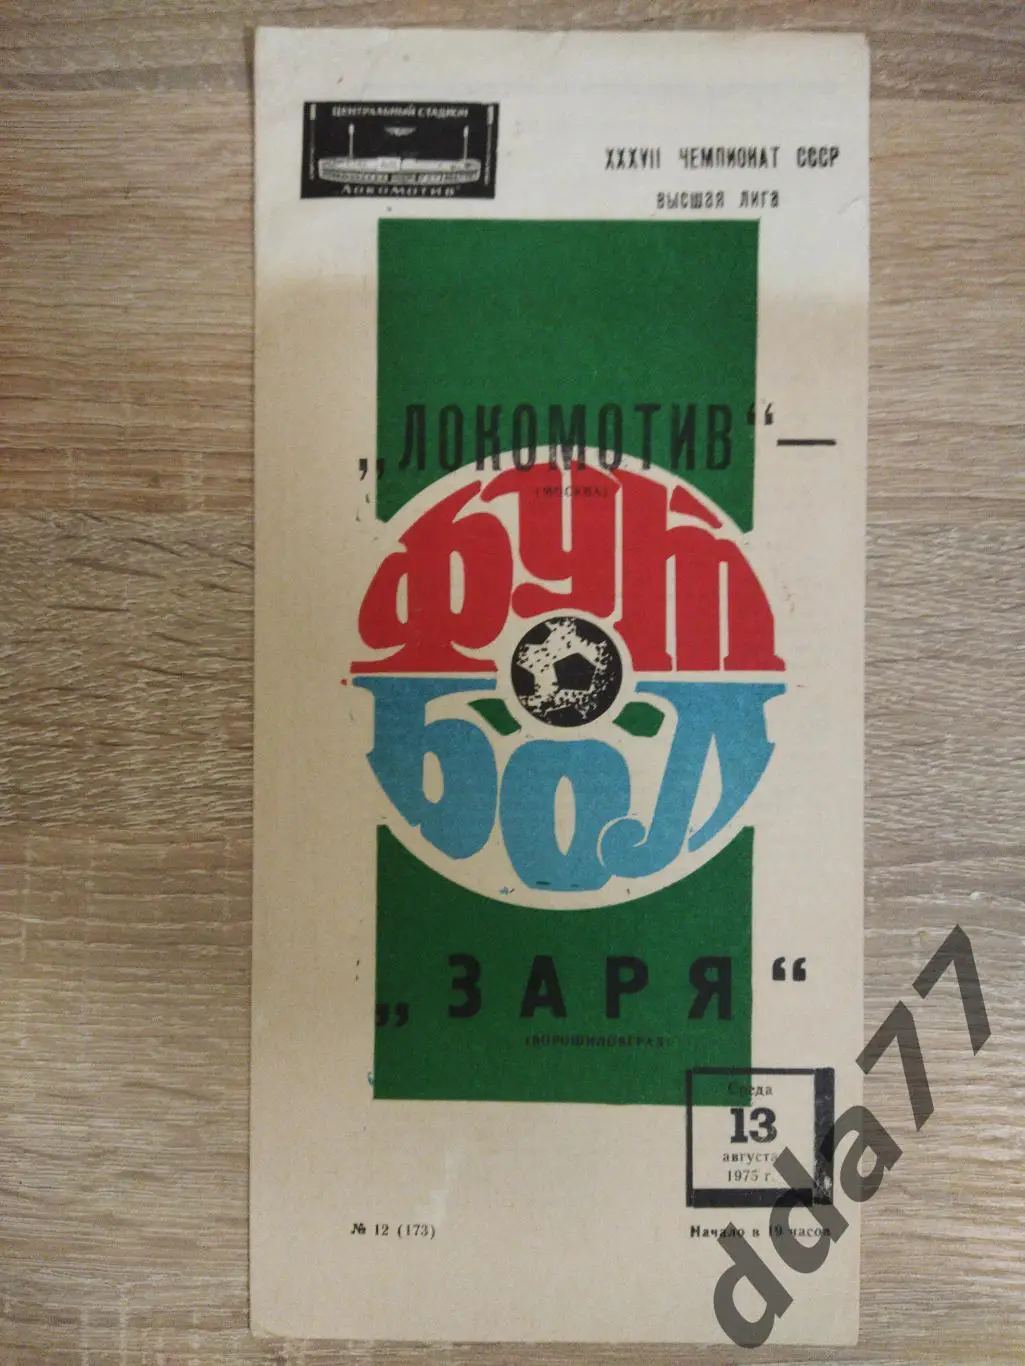 ЦЕНТРАЛЬНЫЙ СТАДИОН
ЛОКОМОТИВ
XXXVII ЧЕМПИОНАТ СССР
ВЫСШАЯ ЛИГА
„ЛОКОМОТИВ“ —
(МОСКВА)
ФУТ
БОЛ
„ЗАРЯ“
(ВОРОШИЛОВГРАД)
Среда
13
августа
1975 г.
№ 12 (173)
Начало в 19 часов
dda77